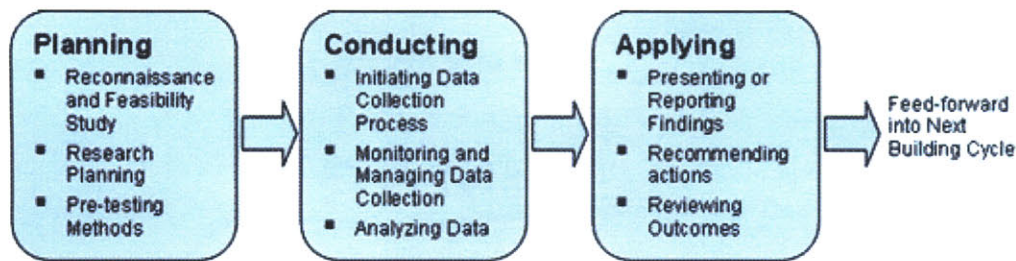 Planning
▪ Reconnaissance
and Feasibility
Study
▪ Research
Planning
▪ Pre-testing
Methods
Conducting
▪ Initiating Data
Collection
Process
▪ Monitoring and
Managing Data
Collection
▪ Analyzing Data
Applying
▪ Presenting or
Reporting
Findings
▪ Recommending
actions
▪ Reviewing
Outcomes
Feed-forward
into Next
Building Cycle